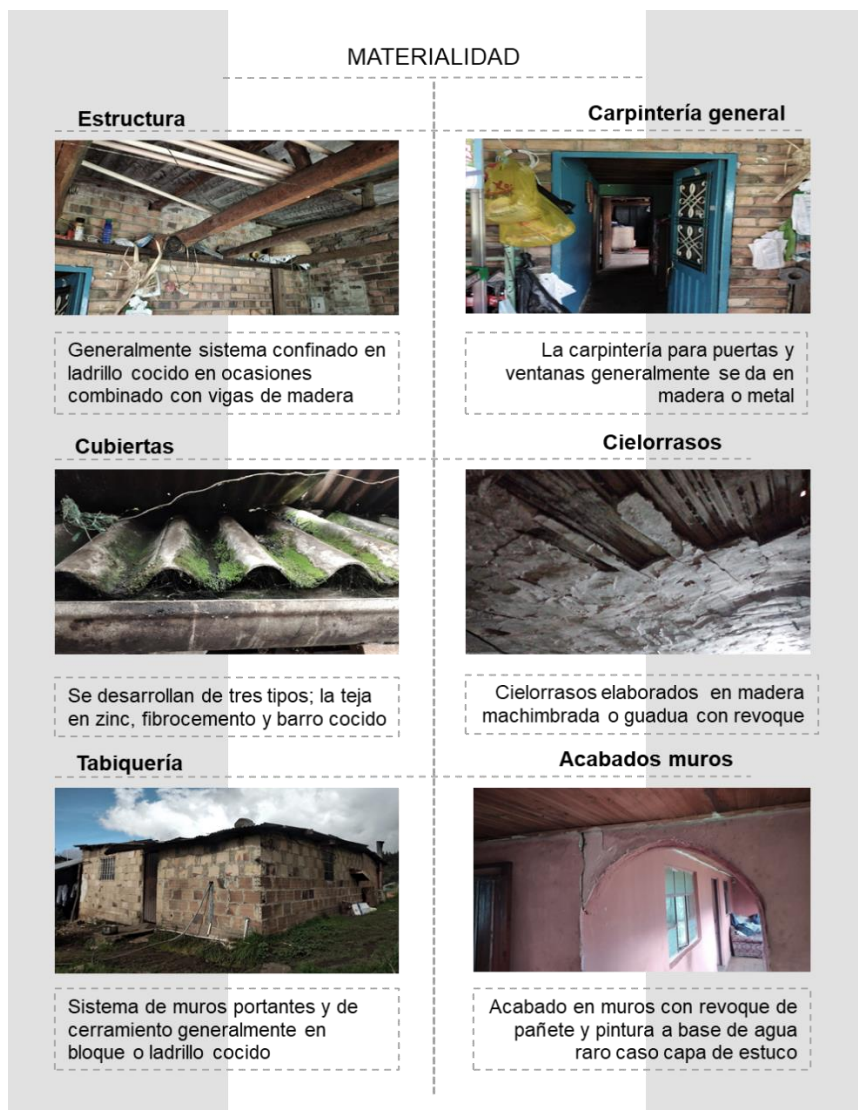 MATERIALIDAD
Estructura
Generalmente sistema confinado en
ladrillo cocido en ocasiones
combinado con vigas de madera
Carpintería general
La carpintería para puertas y
ventanas generalmente se da en
madera o metal
Cubiertas
Se desarrollan de tres tipos; la teja
en zinc, fibrocemento y barro cocido
Cielorrasos
Cielorrasos elaborados en madera
machimbrada o guadua con revoque
Tabiquería
Sistema de muros portantes y de
cerramiento generalmente en
bloque o ladrillo cocido
Acabados muros
Acabado en muros con revoque de
pañete y pintura a base de agua
raro caso capa de estuco